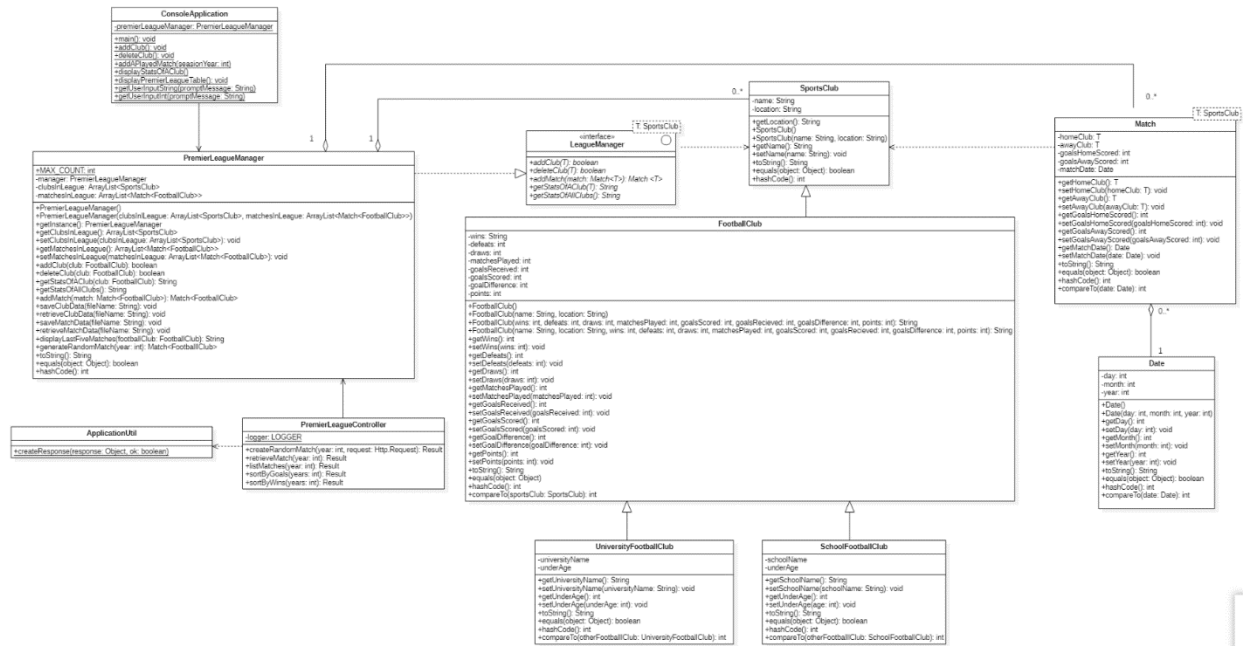 ConsoleApplication
-premierLeagueManager: PremierLeagueManager
+main(): void
+addClub(): void
+deleteClub(): void
+addAPlayedMatch(seasionYear: int)
+displayStatsOfAClub()
+displayPremierLeagueTable(): void
+getUserInputString(promptMessage: String)
+getUserInputInt(promptMessage: String)
1
1
0..*
0..*
PremierLeagueManager
+MAX_COUNT: int
-manager: PremierLeagueManager
-clubsInLeague: ArrayList<SportsClub>
-matchesInLeague: ArrayList<Match<FootballClub>>
+PremierLeagueManager()
+PremierLeagueManager(clubsInlLeague: ArrayList<SportsClub>, matchesInLeague: ArrayList<Match<FootballClub>>)
+getInstance(): PremierLeagueManager
+getClubsInLeague(): ArrayList<SportsClub>
+setClubsInLeague(clubsInLeague: ArrayList<SportsClub>): void
+getMatchesInLeague(): ArrayList<Match<FootballClub>>
+setMatchesInLeague(matchesInLeague: ArrayList<Match<FootballClub>): void
+addClub(club: FootballClub): boolean
+deleteClub(club: FootballClub): boolean
+getStatsOfAClub(club: FootballClub): String
+getStatsOfAllClubs(): String
+addMatch(match: Match<FootballClub>): Match<FootballClub>
+saveClubData(fileName: String): void
+retrieveClubData(fileName: String): void
+saveMatchData(fileName: String): void
+retrieveMatchData(fileName: String): void
+displayLastFiveMatches(footballClub: FootballClub): String
+generateRandomMatch(year: int): Match<FootballClub>
+toString(): String
+equals(object: Object): boolean
+hashCode(): int
T: SportsClub
«interface»
LeagueManager
+addClub(T): boolean
+deleteClub(T): boolean
+addMatch(match: Match<T>): Match <T>
+getStatsOfAClub(T): String
+getStatsOfAllClubs(): String
SportsClub
-name: String
-location: String
+getLocation(): String
+SportsClub()
+SportsClub(name: String, location: String)
+getName(): String
+setName(name: String): void
+toString(): String
+equals(object: Object): boolean
+hashCode(): int
T: SportsClub
Match
-homeClub: T
-awayClub: T
-goalsHomeScored: int
-goalsAwayScored: int
-matchDate: Date
+getHomeClub(): T
+setHomeClub(homeClub: T): void
+getAwayClub(): T
+setAwayClub(awayClub: T): void
+getGoalsHomeScored(): int
+setGoalsHomeScored(goalsHomeScored: int): void
+getGoalsAwayScored(): int
+setGoalsAwayScored(goalsAwayScored: int): void
+getMatchDate(): Date
+setMatchDate(date: Date): void
+toString(): String
+equals(object: Object): boolean
+hashCode(): int
+compareTo(date: Date): int
0..*
1
FootballClub
-wins: String
-defeats: int
-draws: int
-matchesPlayed: int
-goalsReceived: int
-goalsScored: int
-goalDifference: int
-points: int
+FootballClub()
+FootballClub(name: String, location: String)
+FootballClub(wins: int, defeats: int, draws: int, matchesPlayed: int, goalsScored: int, goalsRecieved: int, goalsDifference: int, points: int): String
+FootballClub(name: String, location: String, wins: int, defeats: int, draws: int, matchesPlayed: int, goalsScored: int, goalsRecieved: int, goalDifference: int, points: int): String
+getWins(): int
+setWins(wins: int): void
+getDefeats(): int
+setDefeats(defeats: int): void
+getDraws(): int
+setDraws(draws: int): void
+getMatchesPlayed(): int
+setMatchesPlayed(matchesPlayed: int): void
+getGoalsReceived(): int
+setGoalsReceived(goalsReceived: int): void
+getGoalsScored(): int
+setGoalsScored(goalsScored: int): void
+getGoalDifference(): int
+setGoalDifference(goalDifference: int): void
+getPoints(): int
+setPoints(points: int): void
+toString(): String
+equals(object: Object)
+hashCode(): int
+compareTo(sportsClub: SportsClub): int
Date
-day: int
-month: int
-year: int
+Date()
+Date(day: int, month: int, year: int)
+getDay(): int
+setDay(day: int): void
+getMonth(): int
+setMonth(month: int): void
+getYear(): int
+setYear(year: int): void
+toString(): String
+equals(object: Object): boolean
+hashCode(): int
+compareTo(date: Date): int
ApplicationUtil
+createResponse(response: Object, ok: boolean)
PremierLeagueController
-logger: LOGGER
+createRandomMatch(year: int, request: Http.Request): Result
+retrieveMatch(year: int): Result
+listMatches(year: int): Result
+sortByGoals(years: int): Result
+sortByWins(years: int): Result
UniversityFootballClub
-universityName
-underAge
+getUniversityName(): String
+setUniversityName(universityName: String): void
+getUnderAge(): int
+setUnderAge(underAge: int): void
+toString(): String
+equals(object: Object): boolean
+hashCode(): int
+compareTo(otherFootballClub: UniversityFootballClub): int
SchoolFootballClub
-schoolName
-underAge
+getSchoolName(): String
+setSchoolName(schoolName: String): void
+getUnderAge(): int
+setUnderAge(age: int): void
+toString(): String
+equals(object: Object): boolean
+hashCode(): int
+compareTo(otherFootballClub: SchoolFootballClub): int